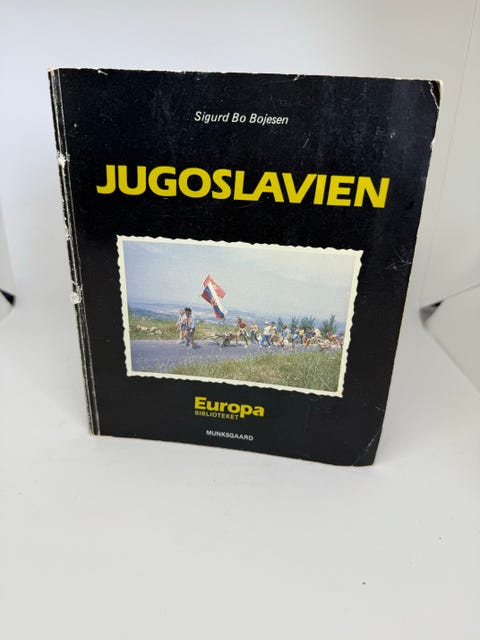 Sigurd Bo Bojesen
JUGOSLAVIEN
Europa
BIBLIOTEKET
MUNKSGAARD